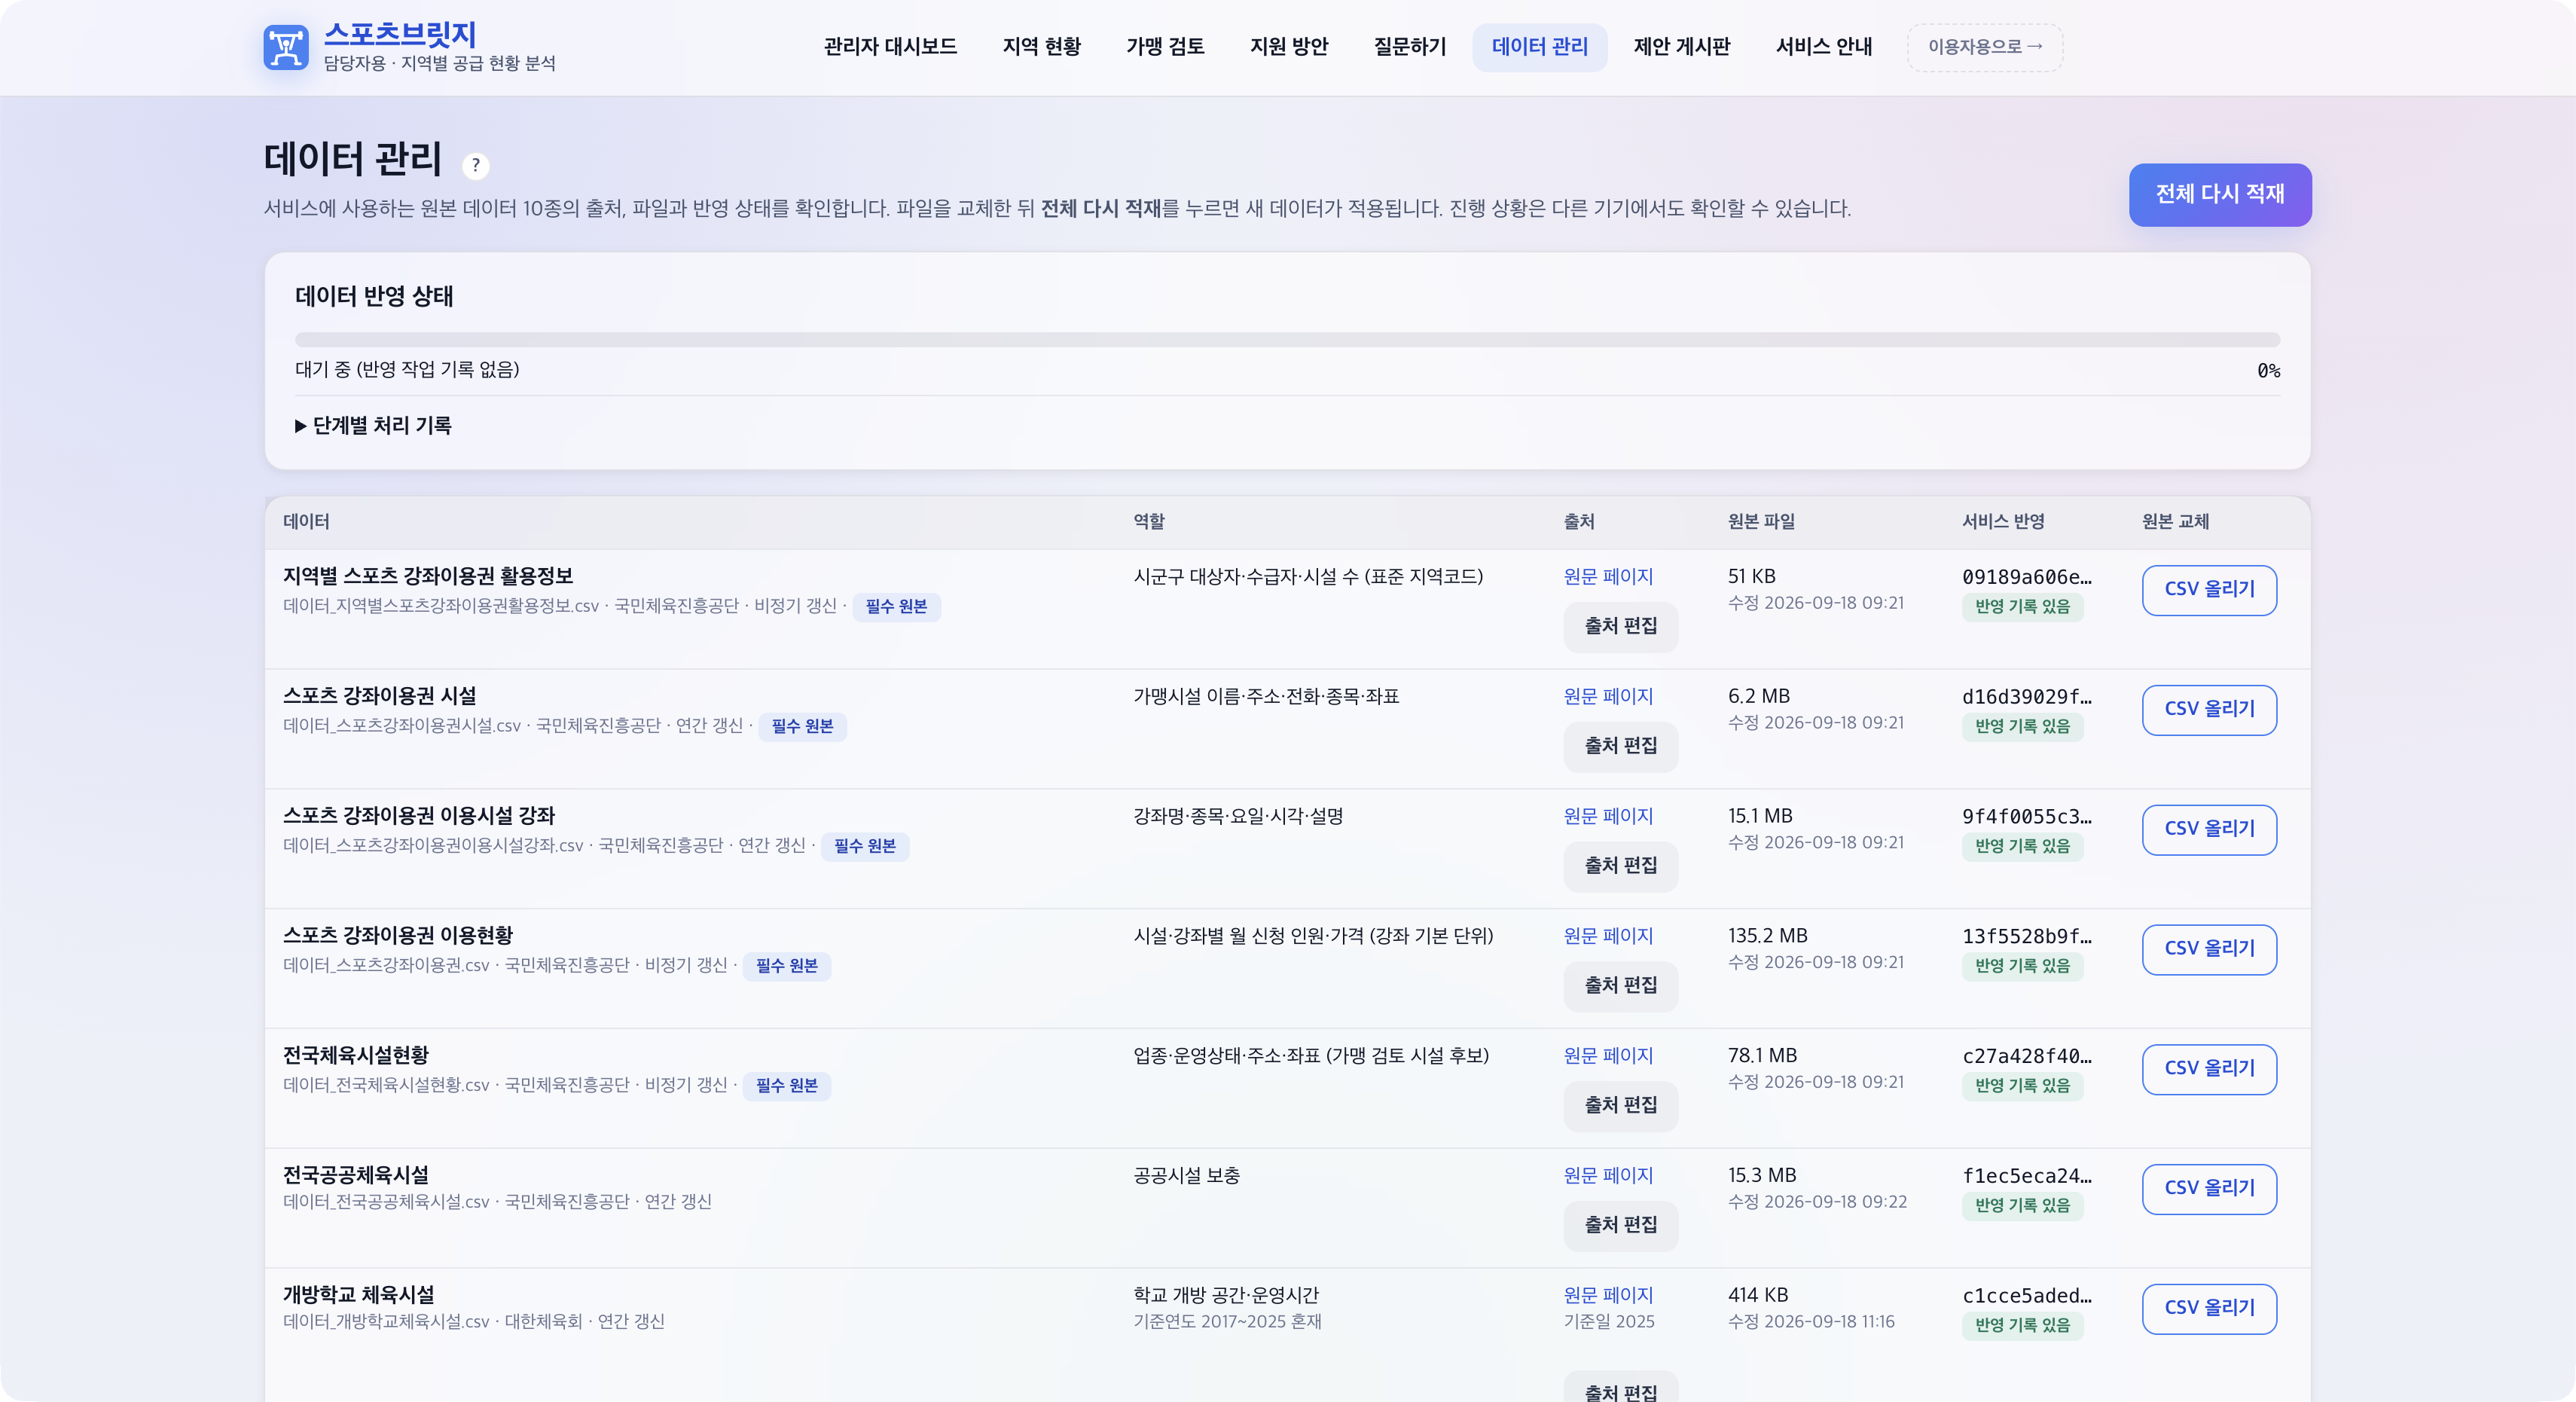 스포츠브릿지
담당자용 · 지역별 공급 현황 분석
관리자 대시보드 지역 현황 가맹 검토 지원 방안 질문하기 데이터 관리 제안 게시판 서비스 안내 이용자용으로 →
데이터 관리 ?
서비스에 사용하는 원본 데이터 10종의 출처, 파일과 반영 상태를 확인합니다. 파일을 교체한 뒤 전체 다시 적재를 누르면 새 데이터가 적용됩니다. 진행 상황은 다른 기기에서도 확인할 수 있습니다.
전체 다시 적재
데이터 반영 상태
대기 중 (반영 작업 기록 없음) 0%
▶ 단계별 처리 기록
데이터 역할 출처 원본 파일 서비스 반영 원본 교체
지역별 스포츠 강좌이용권 활용정보 시군구 대상자·수급자·시설 수 (표준 지역코드) 원문 페이지 51 KB 09189a606e… CSV 올리기
데이터_지역별스포츠강좌이용권활용정보.csv · 국민체육진흥공단 · 비정기 갱신 · 필수 원본 수정 2026-09-18 09:21 반영 기록 있음
출처 편집
스포츠 강좌이용권 시설 가맹시설 이름·주소·전화·종목·좌표 원문 페이지 6.2 MB d16d39029f… CSV 올리기
데이터_스포츠강좌이용권시설.csv · 국민체육진흥공단 · 연간 갱신 · 필수 원본 수정 2026-09-18 09:21 반영 기록 있음
출처 편집
스포츠 강좌이용권 이용시설 강좌 강좌명·종목·요일·시각·설명 원문 페이지 15.1 MB 9f4f0055c3… CSV 올리기
데이터_스포츠강좌이용권이용시설강좌.csv · 국민체육진흥공단 · 연간 갱신 · 필수 원본 수정 2026-09-18 09:21 반영 기록 있음
출처 편집
스포츠 강좌이용권 이용현황 시설·강좌별 월 신청 인원·가격 (강좌 기본 단위) 원문 페이지 135.2 MB 13f5528b9f… CSV 올리기
데이터_스포츠강좌이용권.csv · 국민체육진흥공단 · 비정기 갱신 · 필수 원본 수정 2026-09-18 09:21 반영 기록 있음
출처 편집
전국체육시설현황 업종·운영상태·주소·좌표 (가맹 검토 시설 후보) 원문 페이지 78.1 MB c27a428f40… CSV 올리기
데이터_전국체육시설현황.csv · 국민체육진흥공단 · 비정기 갱신 · 필수 원본 수정 2026-09-18 09:21 반영 기록 있음
출처 편집
전국공공체육시설 공공시설 보충 원문 페이지 15.3 MB f1ec5eca24… CSV 올리기
데이터_전국공공체육시설.csv · 국민체육진흥공단 · 연간 갱신 수정 2026-09-18 09:22 반영 기록 있음
출처 편집
개방학교 체육시설 학교 개방 공간·운영시간 원문 페이지 414 KB c1cce5aded… CSV 올리기
데이터_개방학교체육시설.csv · 대한체육회 · 연간 갱신 기준연도 2017~2025 혼재 기준일 2025 수정 2026-09-18 11:16 반영 기록 있음
출처 편집